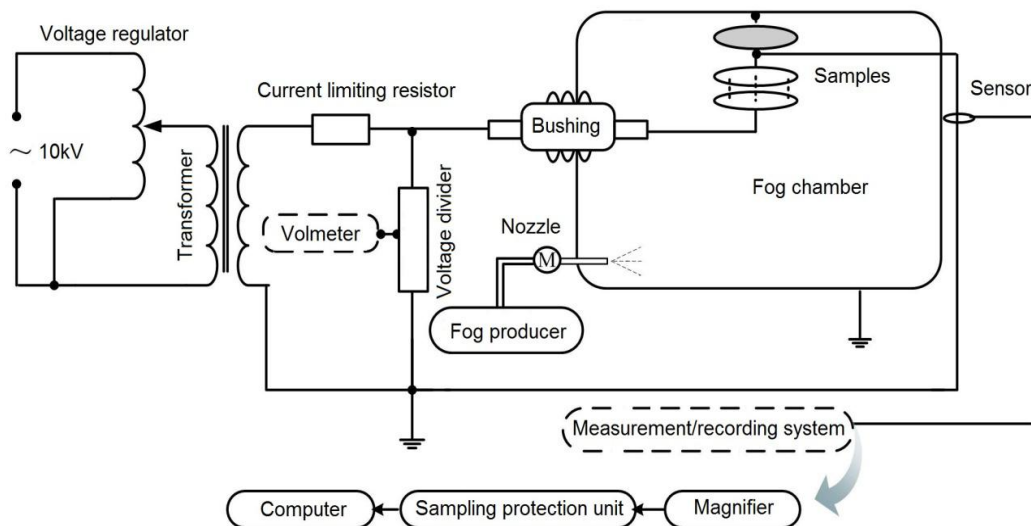 Voltage regulator
Current limiting resistor
Samples
Sensor
Bushing
~ 10kV
Transformer
Fog chamber
Volmeter
Voltage divider
Nozzle
M
Fog producer
Measurement/recording system
Computer
Sampling protection unit
Magnifier